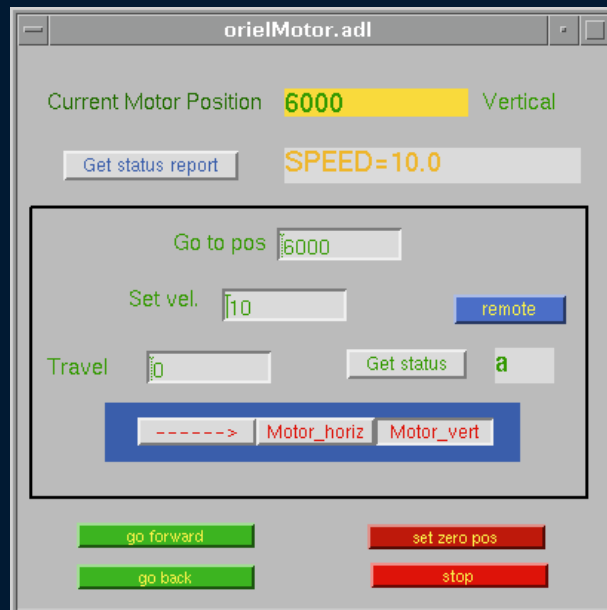 orielMotor.adl
Current Motor Position 6000 Vertical
Get status report SPEED=10.0
Go to pos 6000
Set vel. 10 remote
Travel 0 Get status a
------> Motor_horiz Motor_vert
go forward set zero pos
go back stop